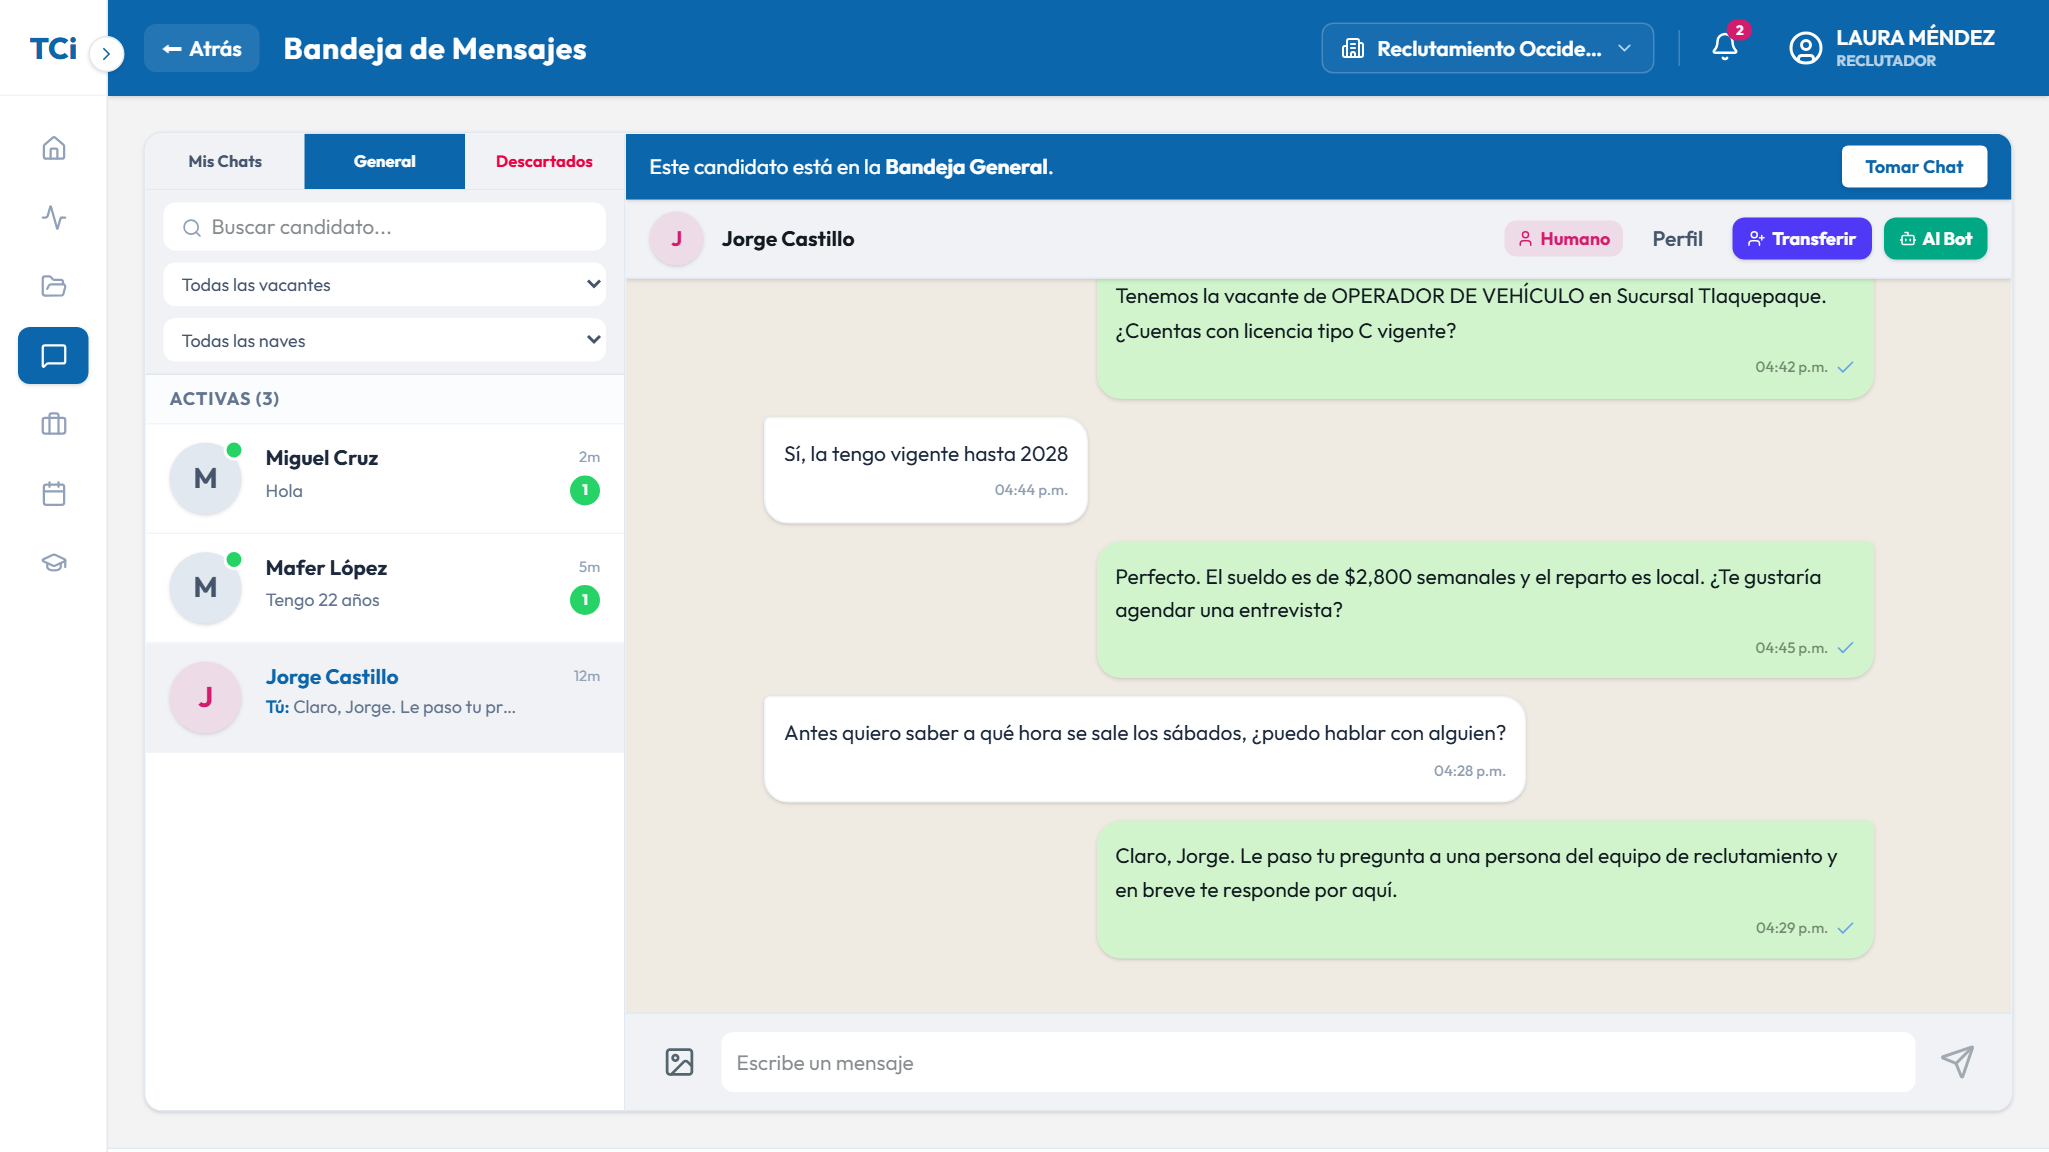 TCi
← Atrás
Bandeja de Mensajes
Reclutamiento Occide...
2
LAURA MÉNDEZ
RECLUTADOR
Mis Chats
General
Descartados
Buscar candidato...
Todas las vacantes
Todas las naves
ACTIVAS (3)
M
Miguel Cruz
2m
Hola
1
M
Mafer López
5m
Tengo 22 años
1
J
Jorge Castillo
12m
Tú: Claro, Jorge. Le paso tu pr...
Este candidato está en la Bandeja General.
Tomar Chat
J
Jorge Castillo
Humano
Perfil
Transferir
AI Bot
Tenemos la vacante de OPERADOR DE VEHÍCULO en Sucursal Tlaquepaque.
¿Cuentas con licencia tipo C vigente?
04:42 p.m.
Sí, la tengo vigente hasta 2028
04:44 p.m.
Perfecto. El sueldo es de $2,800 semanales y el reparto es local. ¿Te gustaría
agendar una entrevista?
04:45 p.m.
Antes quiero saber a qué hora se sale los sábados, ¿puedo hablar con alguien?
04:28 p.m.
Claro, Jorge. Le paso tu pregunta a una persona del equipo de reclutamiento y
en breve te responde por aquí.
04:29 p.m.
Escribe un mensaje